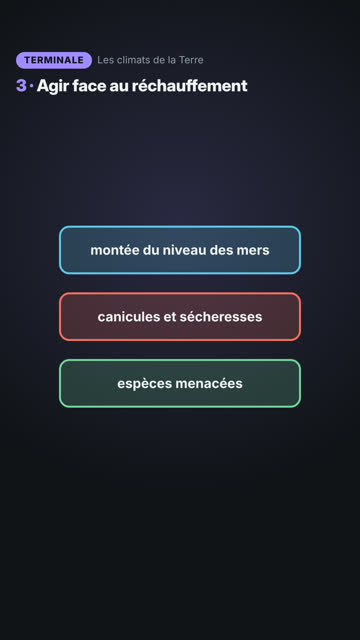 TERMINALE Les climats de la Terre
3 · Agir face au réchauffement
montée du niveau des mers
canicules et sécheresses
espèces menacées